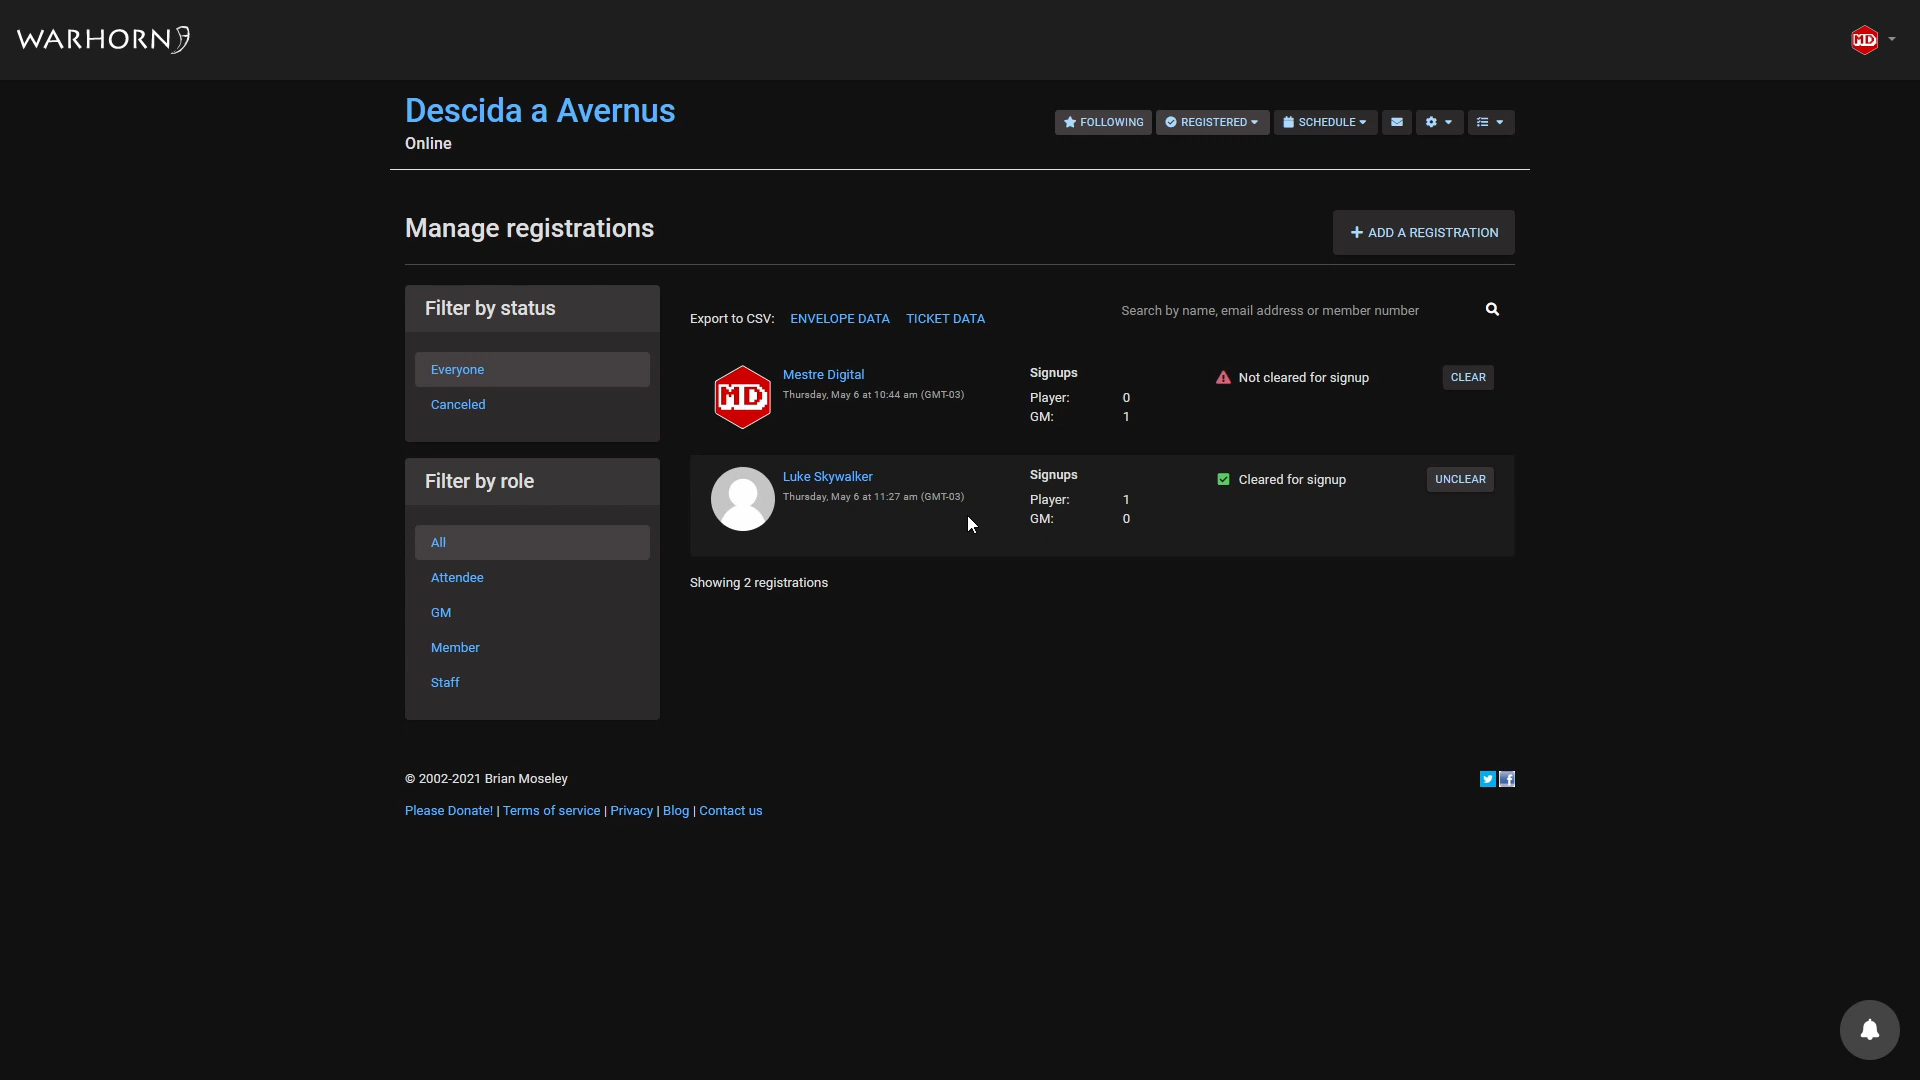 WARHORN
MD
Descida a Avernus
Online
FOLLOWING
REGISTERED
SCHEDULE
Manage registrations
ADD A REGISTRATION
Filter by status
Everyone
Canceled
Filter by role
All
Attendee
GM
Member
Staff
Export to CSV: ENVELOPE DATA TICKET DATA
Search by name, email address or member number
MD
Mestre Digital
Thursday, May 6 at 10:44 am (GMT-03)
Signups
Player: 0
GM: 1
Not cleared for signup
CLEAR
Luke Skywalker
Thursday, May 6 at 11:27 am (GMT-03)
Signups
Player: 1
GM: 0
Cleared for signup
UNCLEAR
Showing 2 registrations
© 2002-2021 Brian Moseley
Please Donate! | Terms of service | Privacy | Blog | Contact us